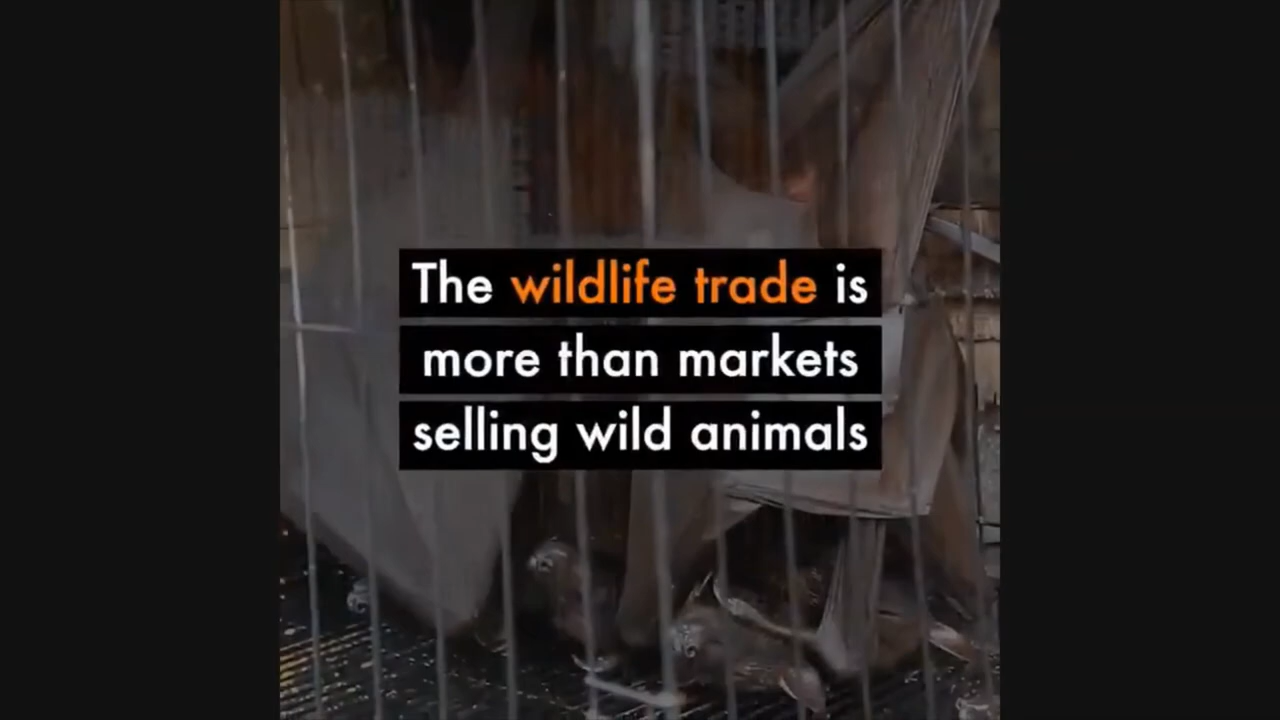 The wildlife trade is
more than markets
selling wild animals